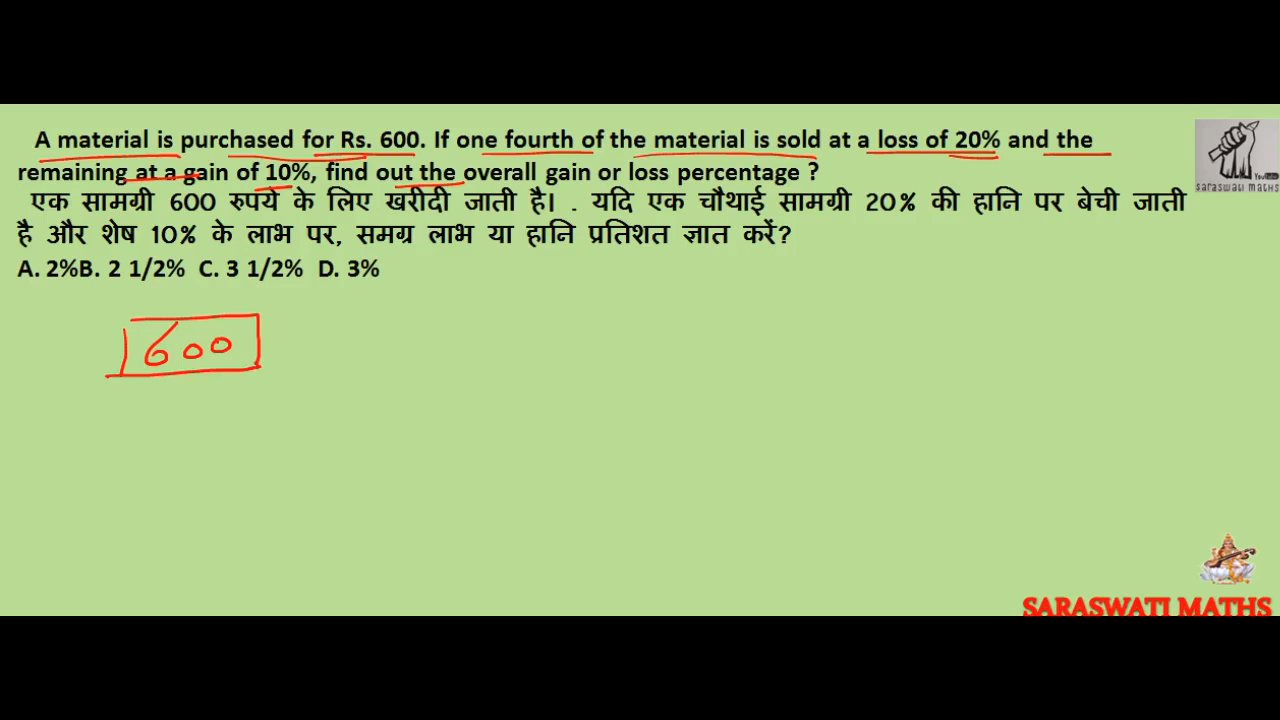 A material is purchased for Rs. 600. If one fourth of the material is sold at a loss of 20% and the
remaining at a gain of 10%, find out the overall gain or loss percentage ?
एक सामग्री 600 रुपये के लिए खरीदी जाती है। . यदि एक चौथाई सामग्री 20% की हानि पर बेची जाती
है और शेष 10% के लाभ पर, समग्र लाभ या हानि प्रतिशत ज्ञात करें?
A. 2%B. 2 1/2% C. 3 1/2% D. 3%
600
YouTube
SARASWATI MATHS
SARASWATI MATHS